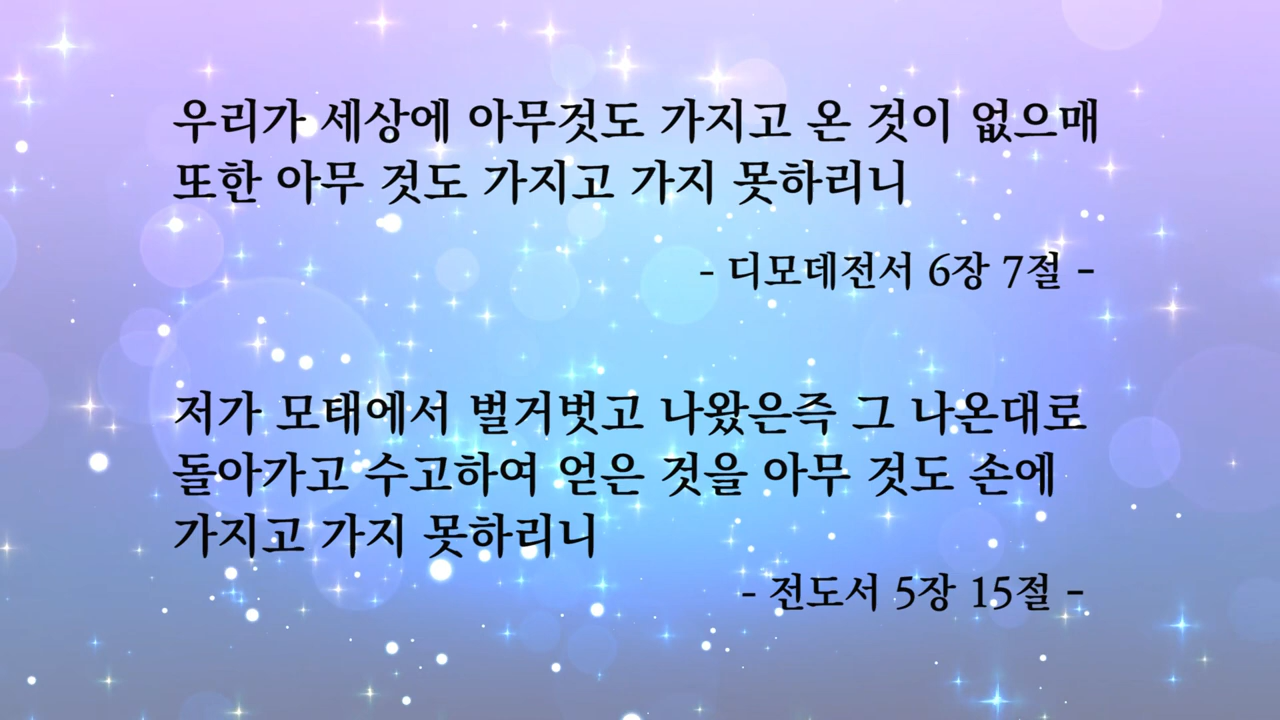 우리가 세상에 아무것도 가지고 온 것이 없으매
또한 아무 것도 가지고 가지 못하리니
- 디모데전서 6장 7절 -
저가 모태에서 벌거벗고 나왔은즉 그 나온대로
돌아가고 수고하여 얻은 것을 아무 것도 손에
가지고 가지 못하리니
- 전도서 5장 15절 -